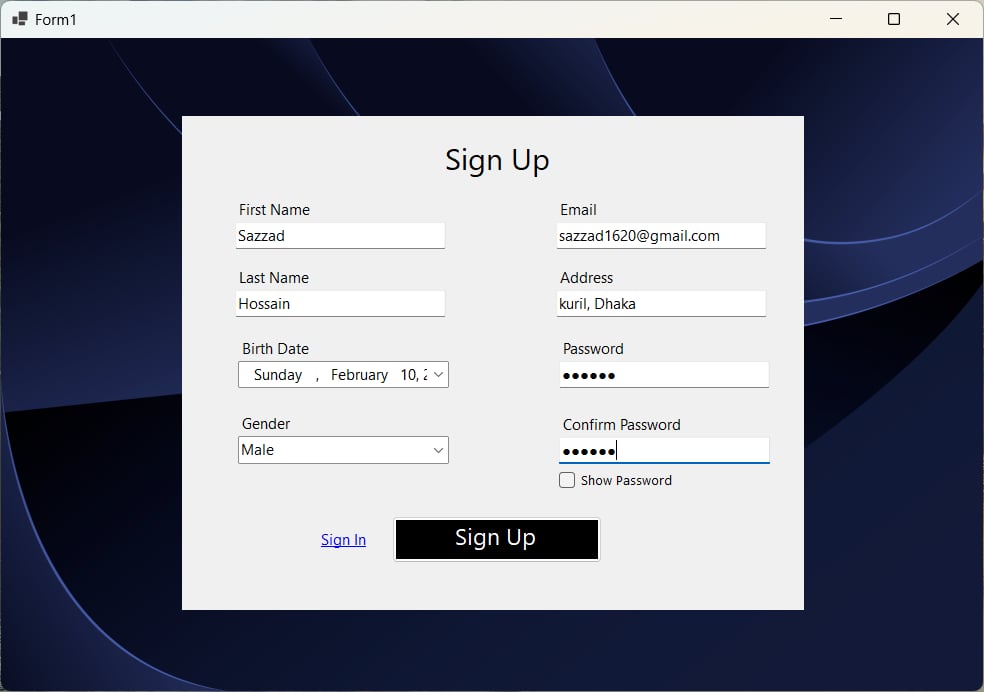 Form1
Sign Up
First Name
Sazzad
Email
sazzad1620@gmail.com
Last Name
Hossain
Address
kuril, Dhaka
Birth Date
Sunday , February 10,
Password
●●●●●●
Gender
Male
Confirm Password
●●●●●●
Show Password
Sign In
Sign Up